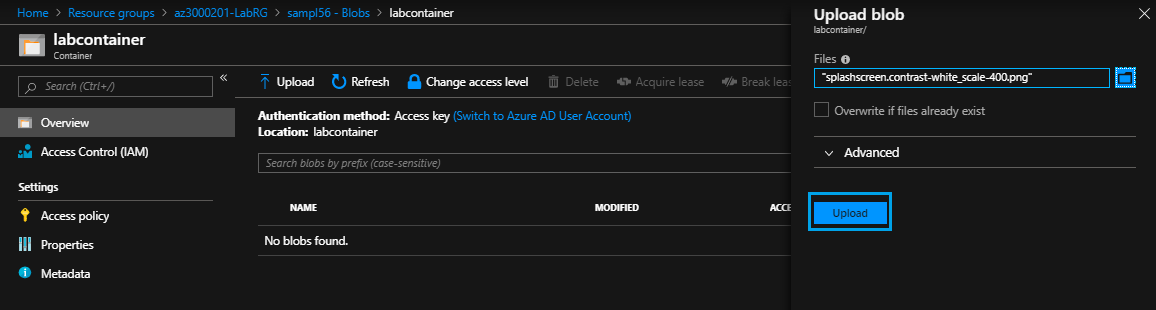 Home > Resource groups > az3000201-LabRG > sampl56 - Blobs > labcontainer
labcontainer
Container
Search (Ctrl+/)
Overview
Access Control (IAM)
Settings
Access policy
Properties
Metadata
Upload Refresh Change access level Delete Acquire lease Break lease
Authentication method: Access key (Switch to Azure AD User Account)
Location: labcontainer
Search blobs by prefix (case-sensitive)
NAME MODIFIED ACCE
No blobs found.
Upload blob
labcontainer/
Files
"splashscreen.contrast-white_scale-400.png"
Overwrite if files already exist
Advanced
Upload